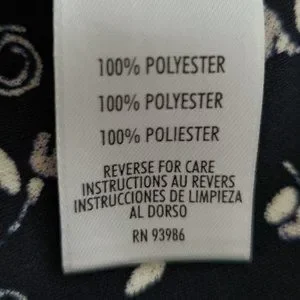 100% POLYESTER
100% POLYESTER
100% POLIESTER
REVERSE FOR CARE
INSTRUCTIONS AU REVERS
INSTRUCCIONES DE LIMPIEZA
AL DORSO
RN 93986